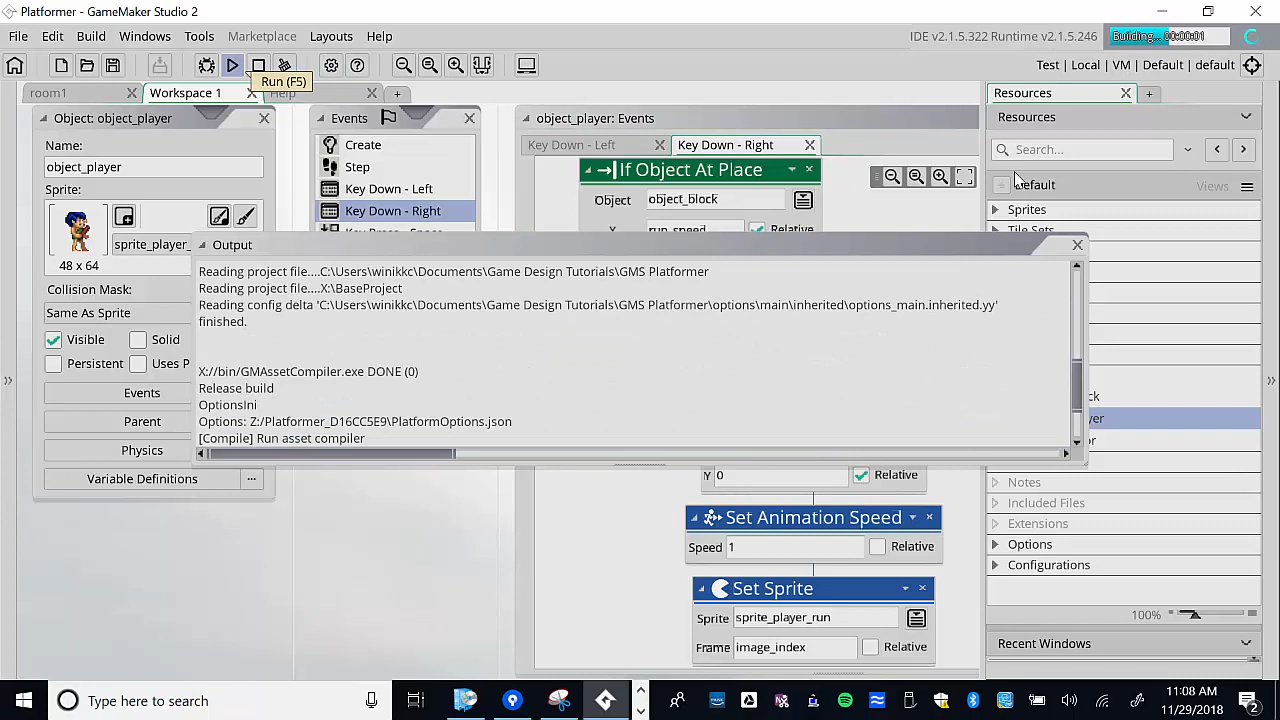 Platformer - GameMaker Studio 2
File Edit Build Windows Tools Marketplace Layouts Help
IDE v2.1.5.322 Runtime v2.1.5.246
Building... 00:00:01
Test | Local | VM | Default | default
Run (F5)
room1
Workspace 1
Help
Resources
Object: object_player
Name:
object_player
Sprite:
sprite_player_
48 x 64
Collision Mask:
Same As Sprite
Visible
Solid
Persistent
Uses P
Events
Parent
Physics
Variable Definitions
Events
Create
Step
Key Down - Left
Key Down - Right
object_player: Events
Key Down - Left
Key Down - Right
If Object At Place
Object
object_block
X
run_speed
Relative
Output
Reading project file....C:\Users\winikkc\Documents\Game Design Tutorials\GMS Platformer
Reading project file....X:\BaseProject
Reading config delta 'C:\Users\winikkc\Documents\Game Design Tutorials\GMS Platformer\options\main\inherited\options_main.inherited.yy'
finished.
X://bin/GMAssetCompiler.exe DONE (0)
Release build
OptionsIni
Options: Z:/Platformer_D16CC5E9\PlatformOptions.json
[Compile] Run asset compiler
Y
0
Relative
Set Animation Speed
Speed
1
Relative
Set Sprite
Sprite
sprite_player_run
Frame
image_index
Relative
Resources
Search...
Default
Views
Sprites
Tile Sets
Notes
Included Files
Extensions
Options
Configurations
100%
Recent Windows
Type here to search
11:08 AM
11/29/2018
2